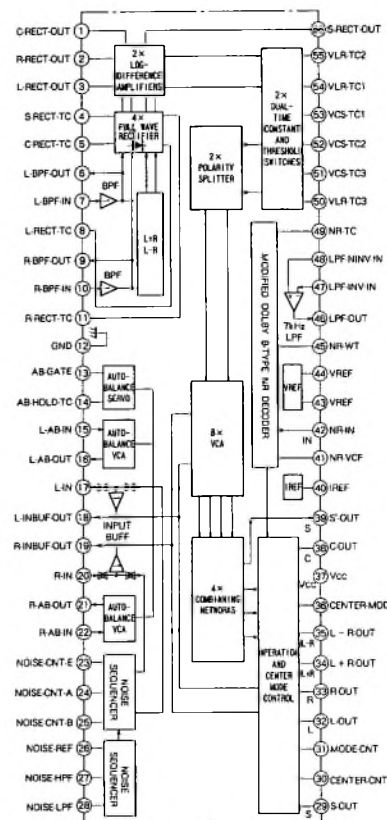 C-RECT-OUT 1
R-RECT-OUT 2
L-RECT-OUT 3
S-RECT-TC 4
C-RECT-TC 5
L-BPF-OUT 6
L-BPF-IN 7
L-RECT-TC 8
R-BPF-OUT 9
R-BPF-IN 10
R-RECT-TC 11
GND 12
AB-GATE 13
AB-HOLD-TC 14
L-AB-IN 15
L-AB-OUT 16
L-IN 17
L-INBUF-OUT 18
R-INBUF-OUT 19
R-IN 20
R-AB-OUT 21
R-AB-IN 22
NOISE-CNT-E 23
NOISE-CNT-A 24
NOISE-CNT-B 25
NOISE-REF 26
NOISE-HPF 27
NOISE-LPF 28
2×
LOG-
DIFFERENCE
AMPLIFIERS
4×
FULL WAVE
RECTIFIER
BPF
BPF
L+R
L-R
AUTO-
BALANCE
SERVO
AUTO-
BALANCE
VCA
INPUT
BUFF
AUTO-
BALANCE
VCA
NOISE
SEQUENCER
NOISE
SEQUENCER
2×
POLARITY
SPLITTER
8×
VCA
4×
COMBINING
NETWORAS
2×
DUAL-
TIME
CONSTANT
AND
THRESHOLD
SWITCHES
MODIFIED DOLBY B-TYPE NR DECODER
7kHz
LPF
VREF
IN
IREF
OPERATION
AND
CENTER
MODE
CONTROL
S
C
VCC
L-R
L+R
R
L
S
S-RECT-OUT
55 VLR-TC2
54 VLR-TC1
53 VCS-TC1
52 VCS-TC2
51 VCS-TC3
50 VLR-TC3
49 NR-TC
48 LPF-NINV-IN
47 LPF-INV-IN
46 LPF-OUT
45 NR-WT
44 VREF
43 VREF
42 NR-IN
41 NR-VCF
40 IREF
39 S'-OUT
38 C-OUT
37 Vcc
36 CENTER-MOD
35 L-R OUT
34 L+R OUT
33 R OUT
32 L-OUT
31 MODE-CNT
30 CENTER-CNT
29 S-OUT